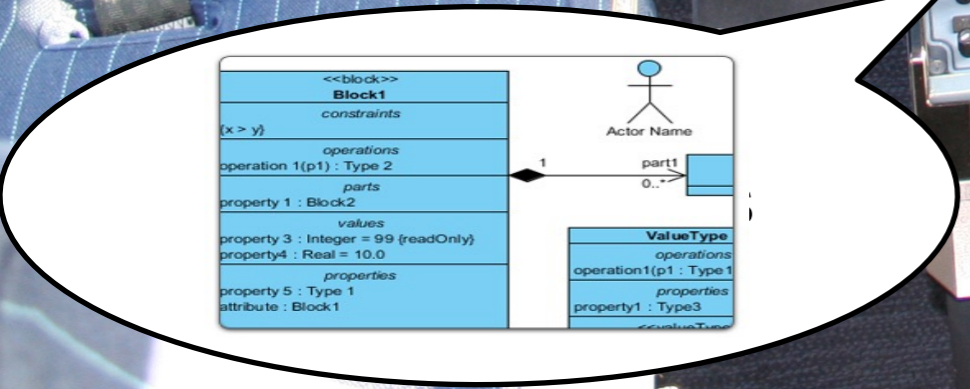 <<block>>
Block1
constraints
{x > y}
operations
operation 1(p1) : Type 2
parts
property 1 : Block2
values
property 3 : Integer = 99 {readOnly}
property4 : Real = 10.0
properties
property 5 : Type 1
attribute : Block1
Actor Name
1
part1
0..*
ValueType
operations
operation1(p1 : Type1
properties
property1 : Type3
<<valueType